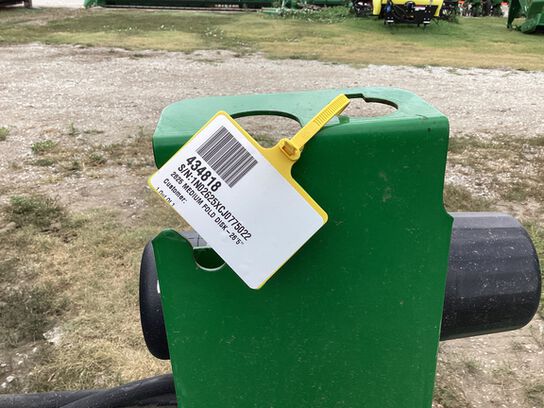 434818
S/N:1N02625XCJ0775022
2625 MEDIUM FOLD DISK--26'5"
Customer: